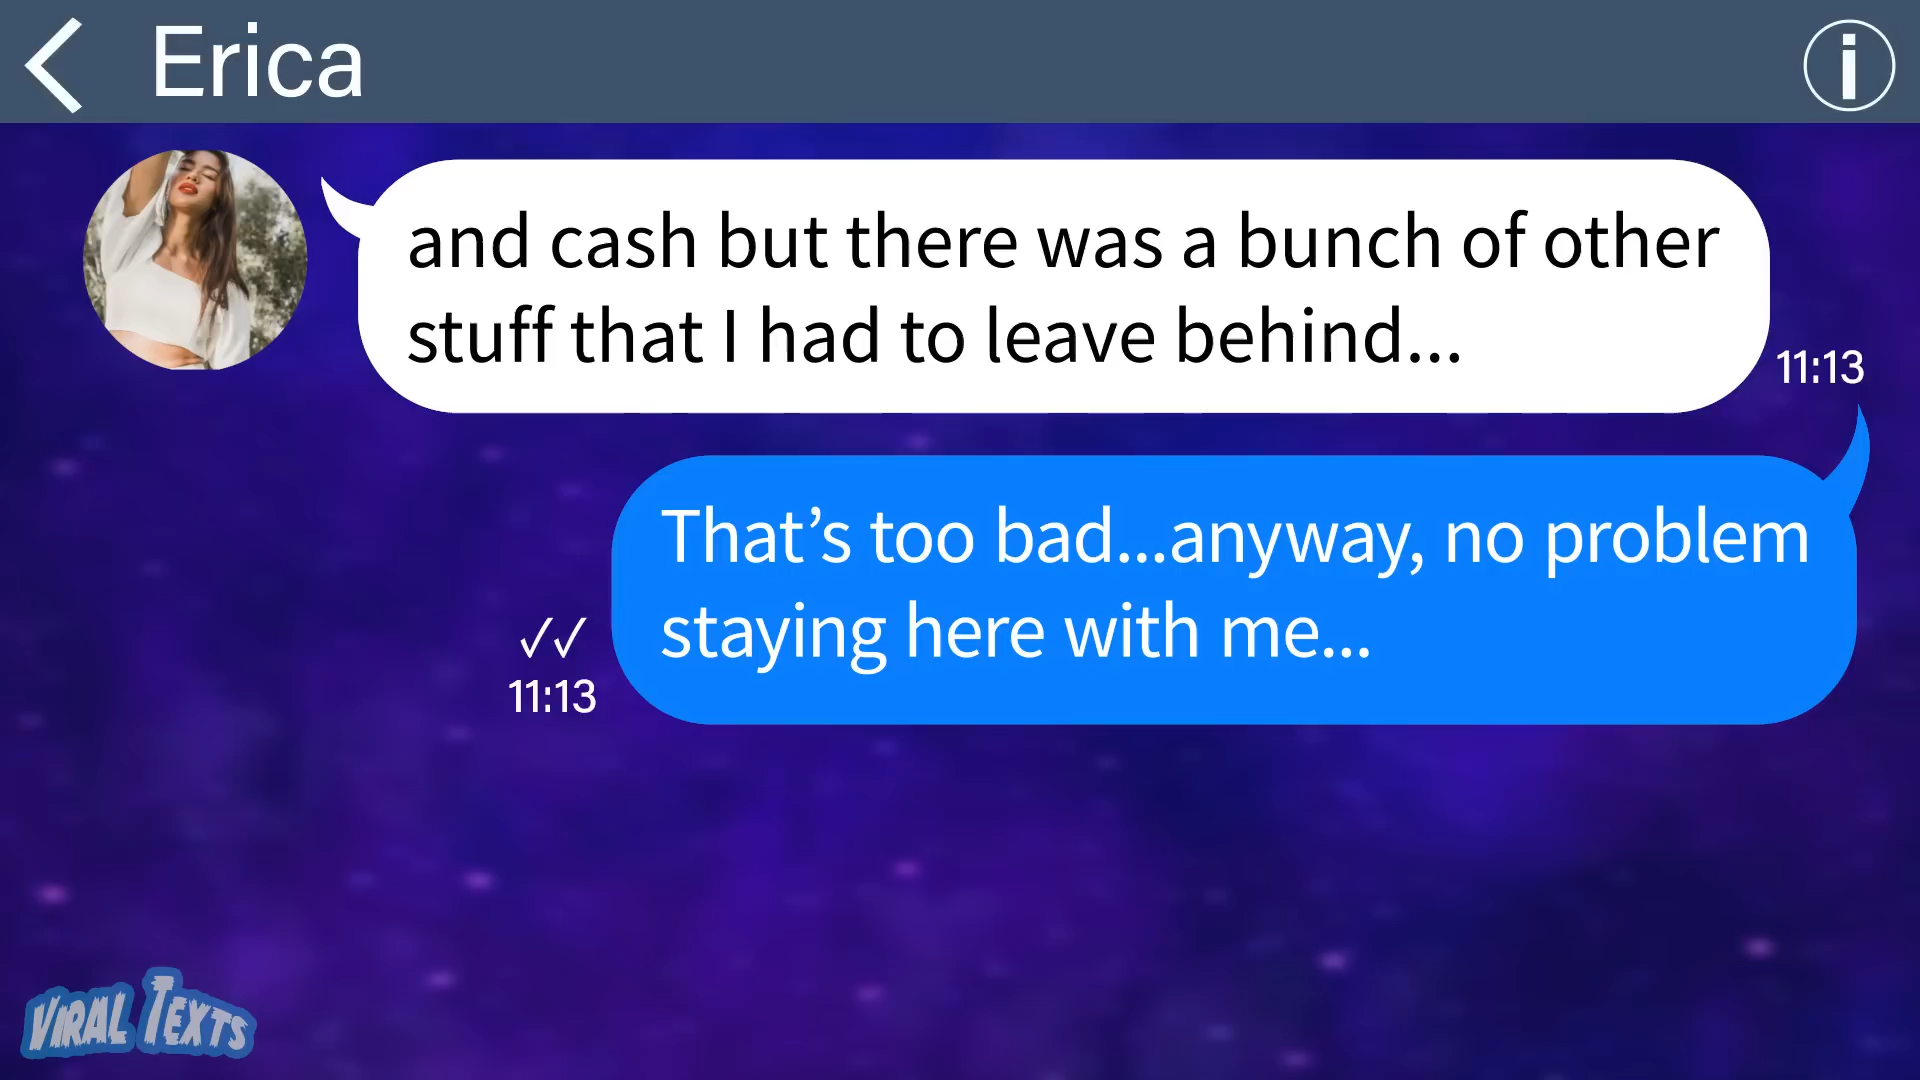 Erica
and cash but there was a bunch of other
stuff that I had to leave behind...
11:13
That’s too bad...anyway, no problem
staying here with me...
11:13
VIRAL TEXTS